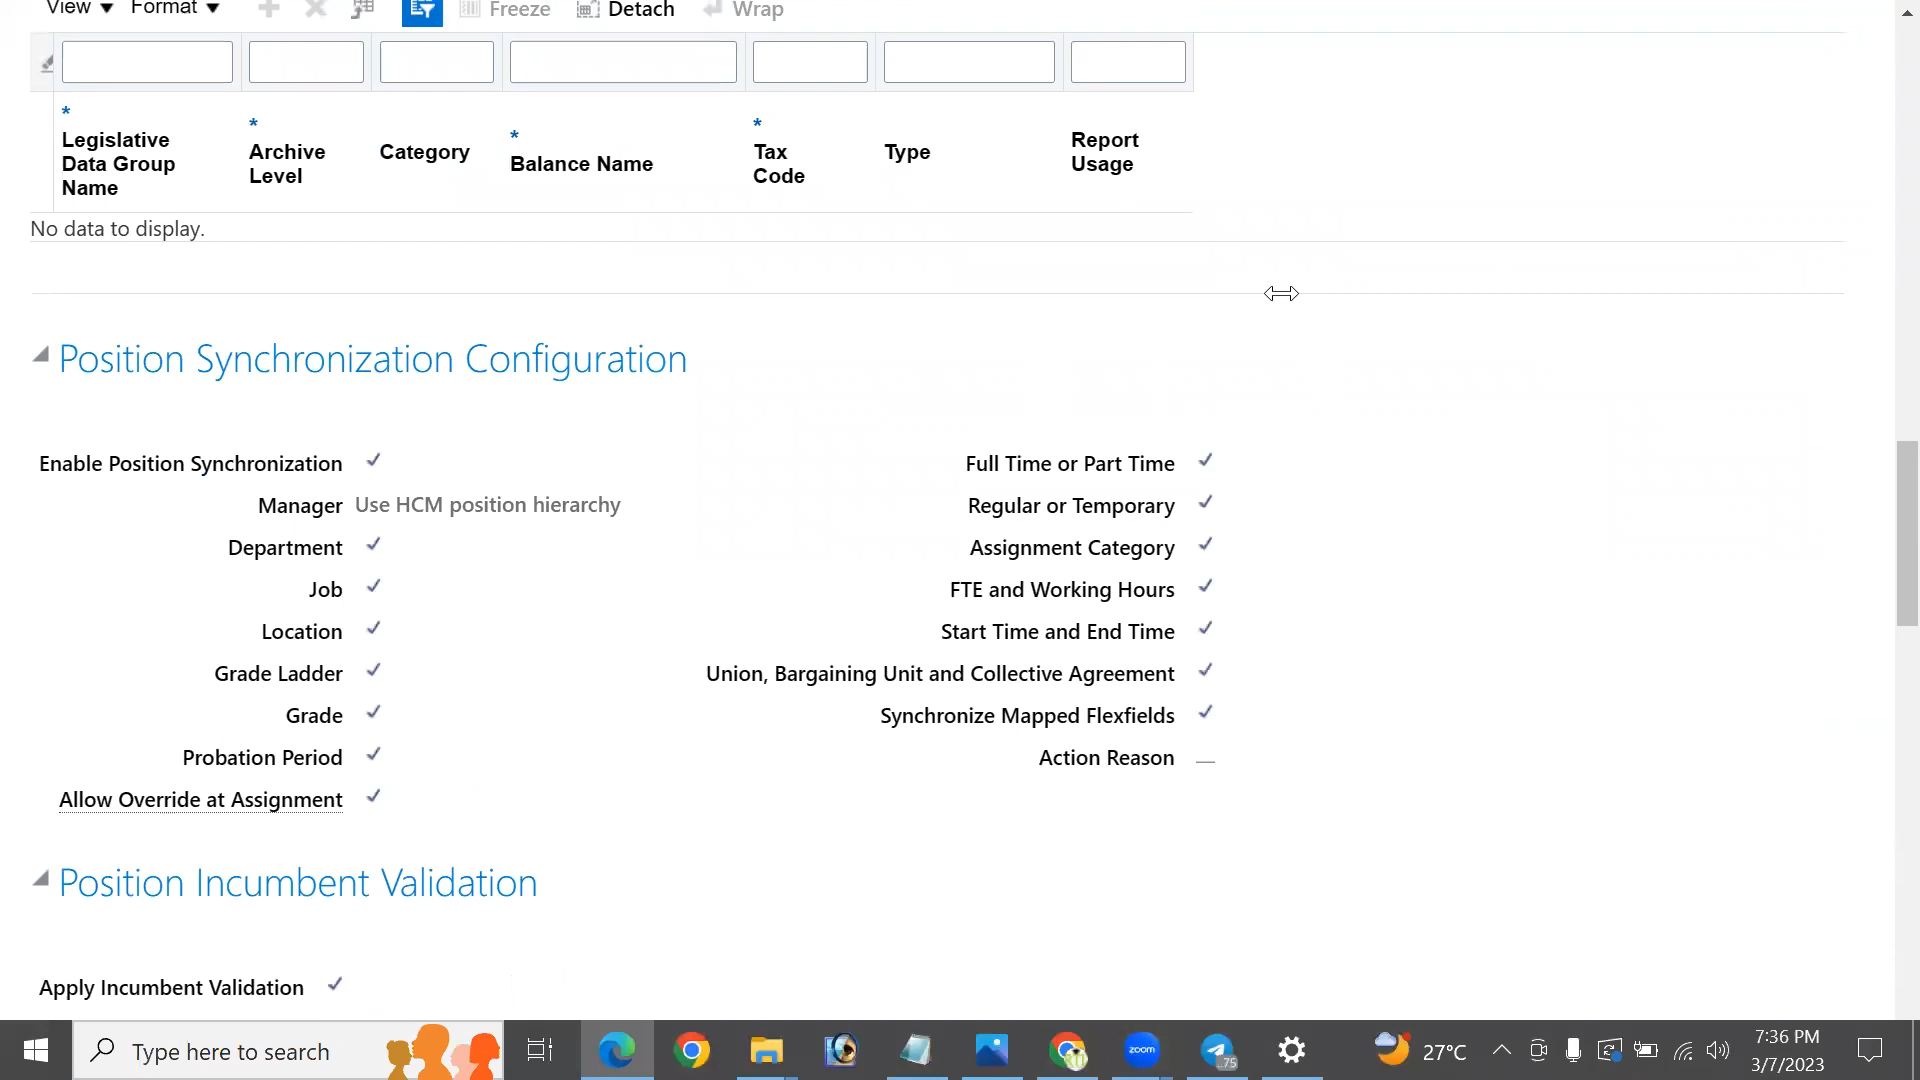 View Format Freeze Detach Wrap
* Legislative Data Group Name
* Archive Level
Category
* Balance Name
* Tax Code
Type
Report Usage
No data to display.
Position Synchronization Configuration
Enable Position Synchronization
Manager Use HCM position hierarchy
Department
Job
Location
Grade Ladder
Grade
Probation Period
Allow Override at Assignment
Full Time or Part Time
Regular or Temporary
Assignment Category
FTE and Working Hours
Start Time and End Time
Union, Bargaining Unit and Collective Agreement
Synchronize Mapped Flexfields
Action Reason
Position Incumbent Validation
Apply Incumbent Validation
Type here to search
zoom
..75
27°C
7:36 PM
3/7/2023